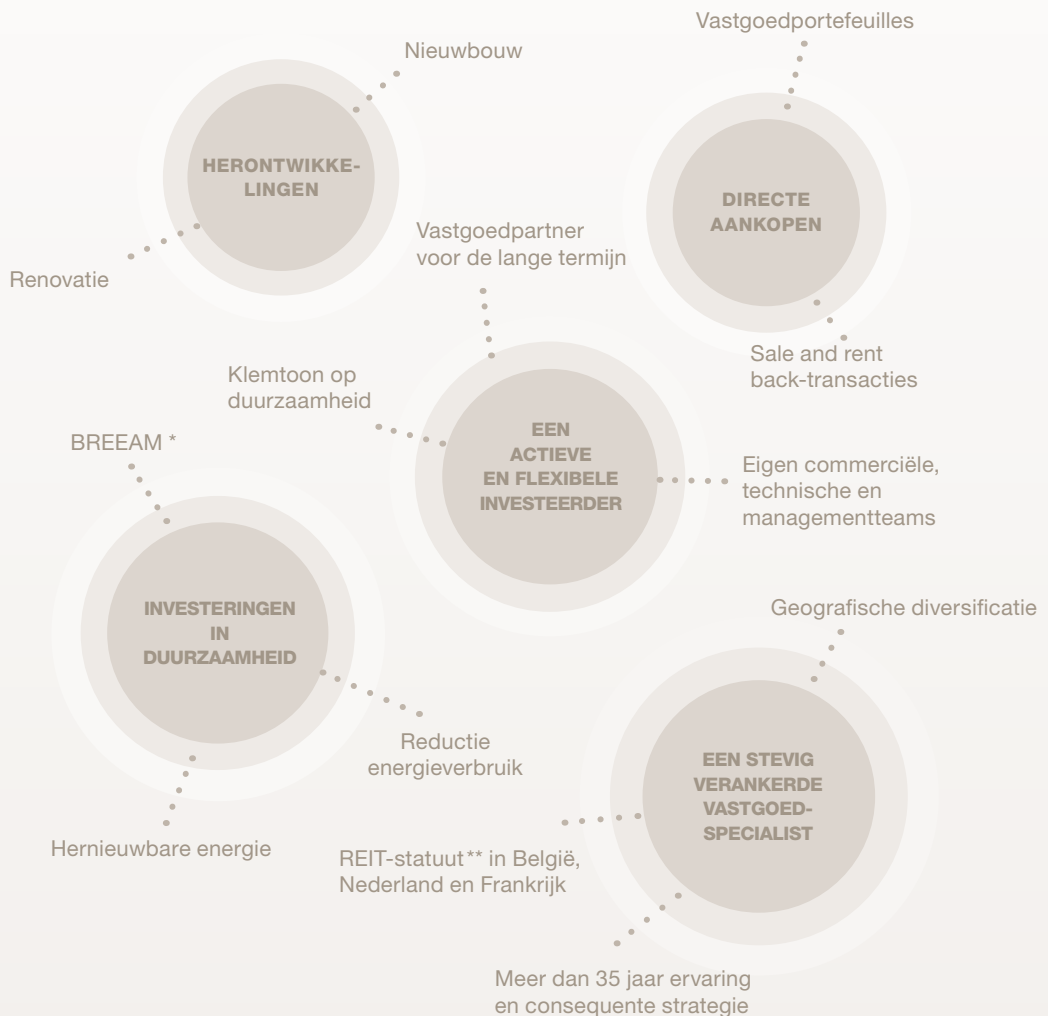 Vastgoedportefeuilles
Nieuwbouw
HERONTWIKKE-
LINGEN
Renovatie
DIRECTE
AANKOPEN
Sale and rent
back-transacties
Vastgoedpartner
voor de lange termijn
Klemtoon op
duurzaamheid
EEN
ACTIEVE
EN FLEXIBELE
INVESTEERDER
Eigen commerciële,
technische en
managementteams
BREEAM *
INVESTERINGEN
IN
DUURZAAMHEID
Reductie
energieverbruik
Hernieuwbare energie
Geografische diversificatie
EEN STEVIG
VERANKERDE
VASTGOED-
SPECIALIST
REIT-statuut** in België,
Nederland en Frankrijk
Meer dan 35 jaar ervaring
en consequente strategie